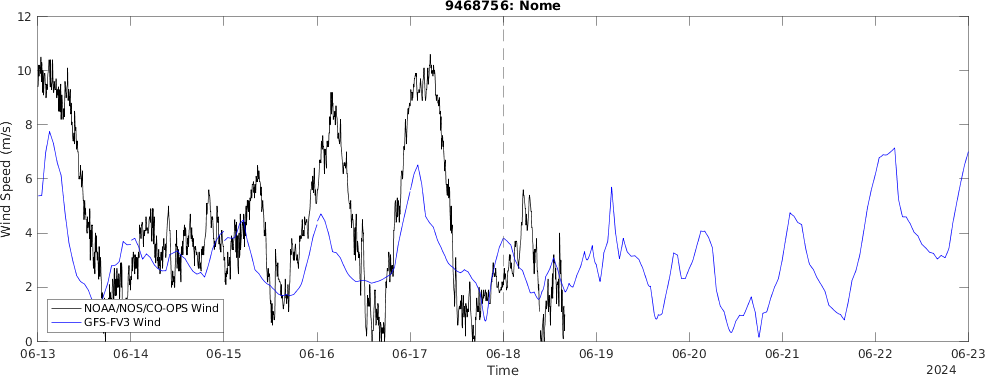 9468756: Nome
Wind Speed (m/s)
12
10
8
6
4
2
0
NOAA/NOS/CO-OPS Wind
GFS-FV3 Wind
06-13 06-14 06-15 06-16 06-17 06-18 06-19 06-20 06-21 06-22 06-23
Time
2024